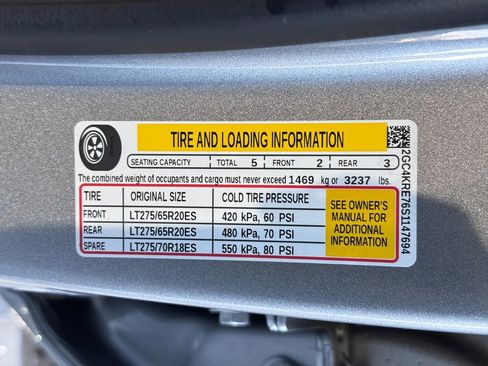 TIRE AND LOADING INFORMATION
SEATING CAPACITY TOTAL 5 FRONT 2 REAR 3
The combined weight of occupants and cargo must never exceed 1469 kg or 3237 lbs.
TIRE ORIGINAL SIZE COLD TIRE PRESSURE
FRONT LT275/65R20ES 420 kPa, 60 PSI
REAR LT275/65R20ES 480 kPa, 70 PSI
SPARE LT275/70R18ES 550 kPa, 80 PSI
SEE OWNER'S
MANUAL FOR
ADDITIONAL
INFORMATION
2GC4KRE76S1147694